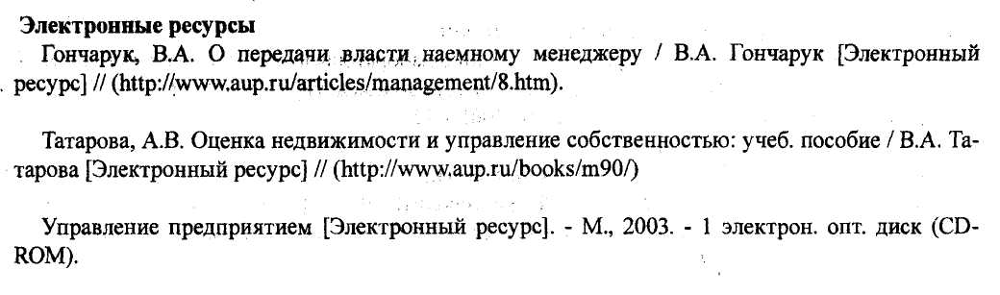 Электронные ресурсы
Гончарук, В.А. О передачи власти наемному менеджеру / В.А. Гончарук [Электронный
ресурс] // (http://www.aup.ru/articles/management/8.htm).
Татарова, А.В. Оценка недвижимости и управление собственностью: учеб. пособие / В.А. Та-
тарова [Электронный ресурс] // (http://www.aup.ru/books/m90/)
Управление предприятием [Электронный ресурс]. - М., 2003. - 1 электрон. опт. диск (CD-
ROM).